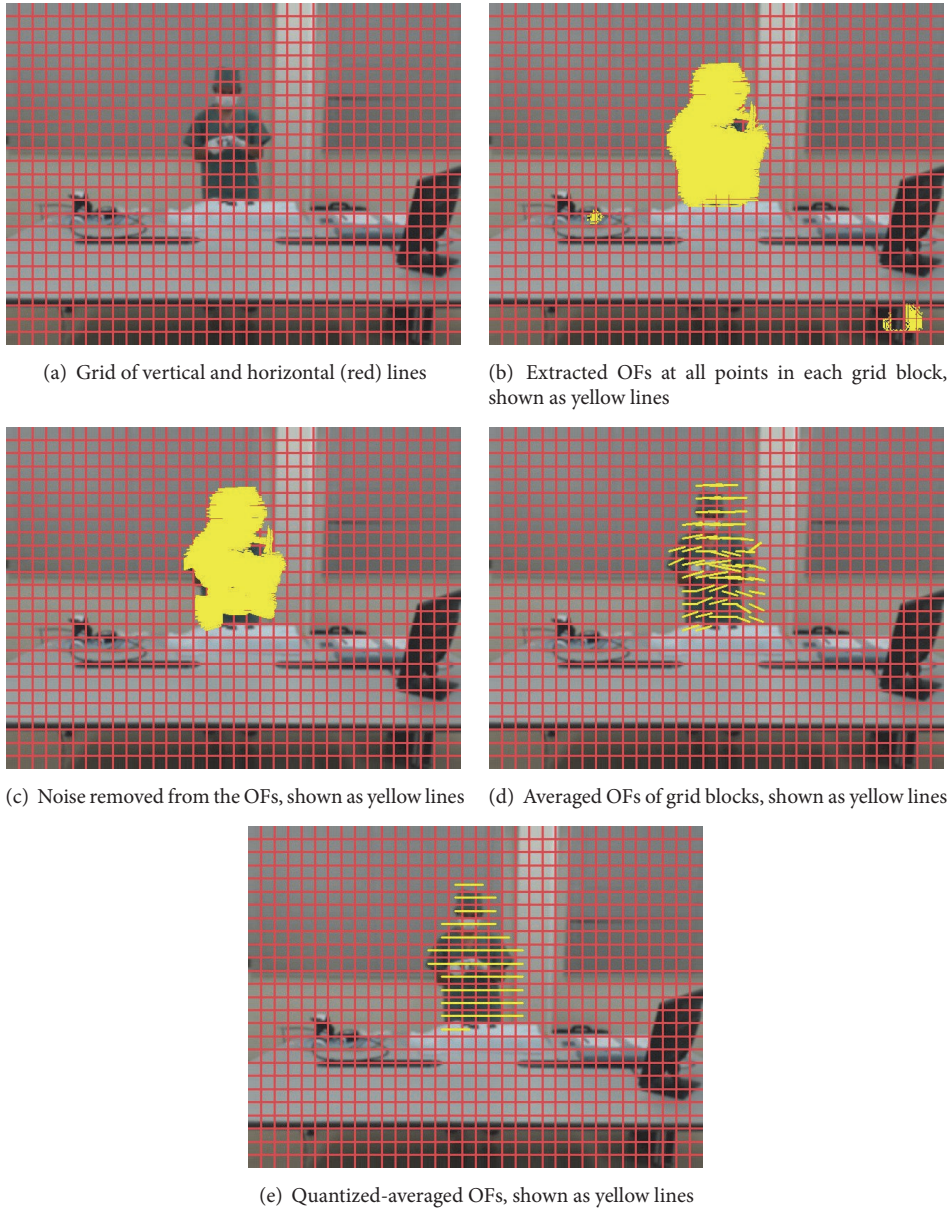 (a) Grid of vertical and horizontal (red) lines
(b) Extracted OFs at all points in each grid block,
shown as yellow lines
(c) Noise removed from the OFs, shown as yellow lines
(d) Averaged OFs of grid blocks, shown as yellow lines
(e) Quantized-averaged OFs, shown as yellow lines